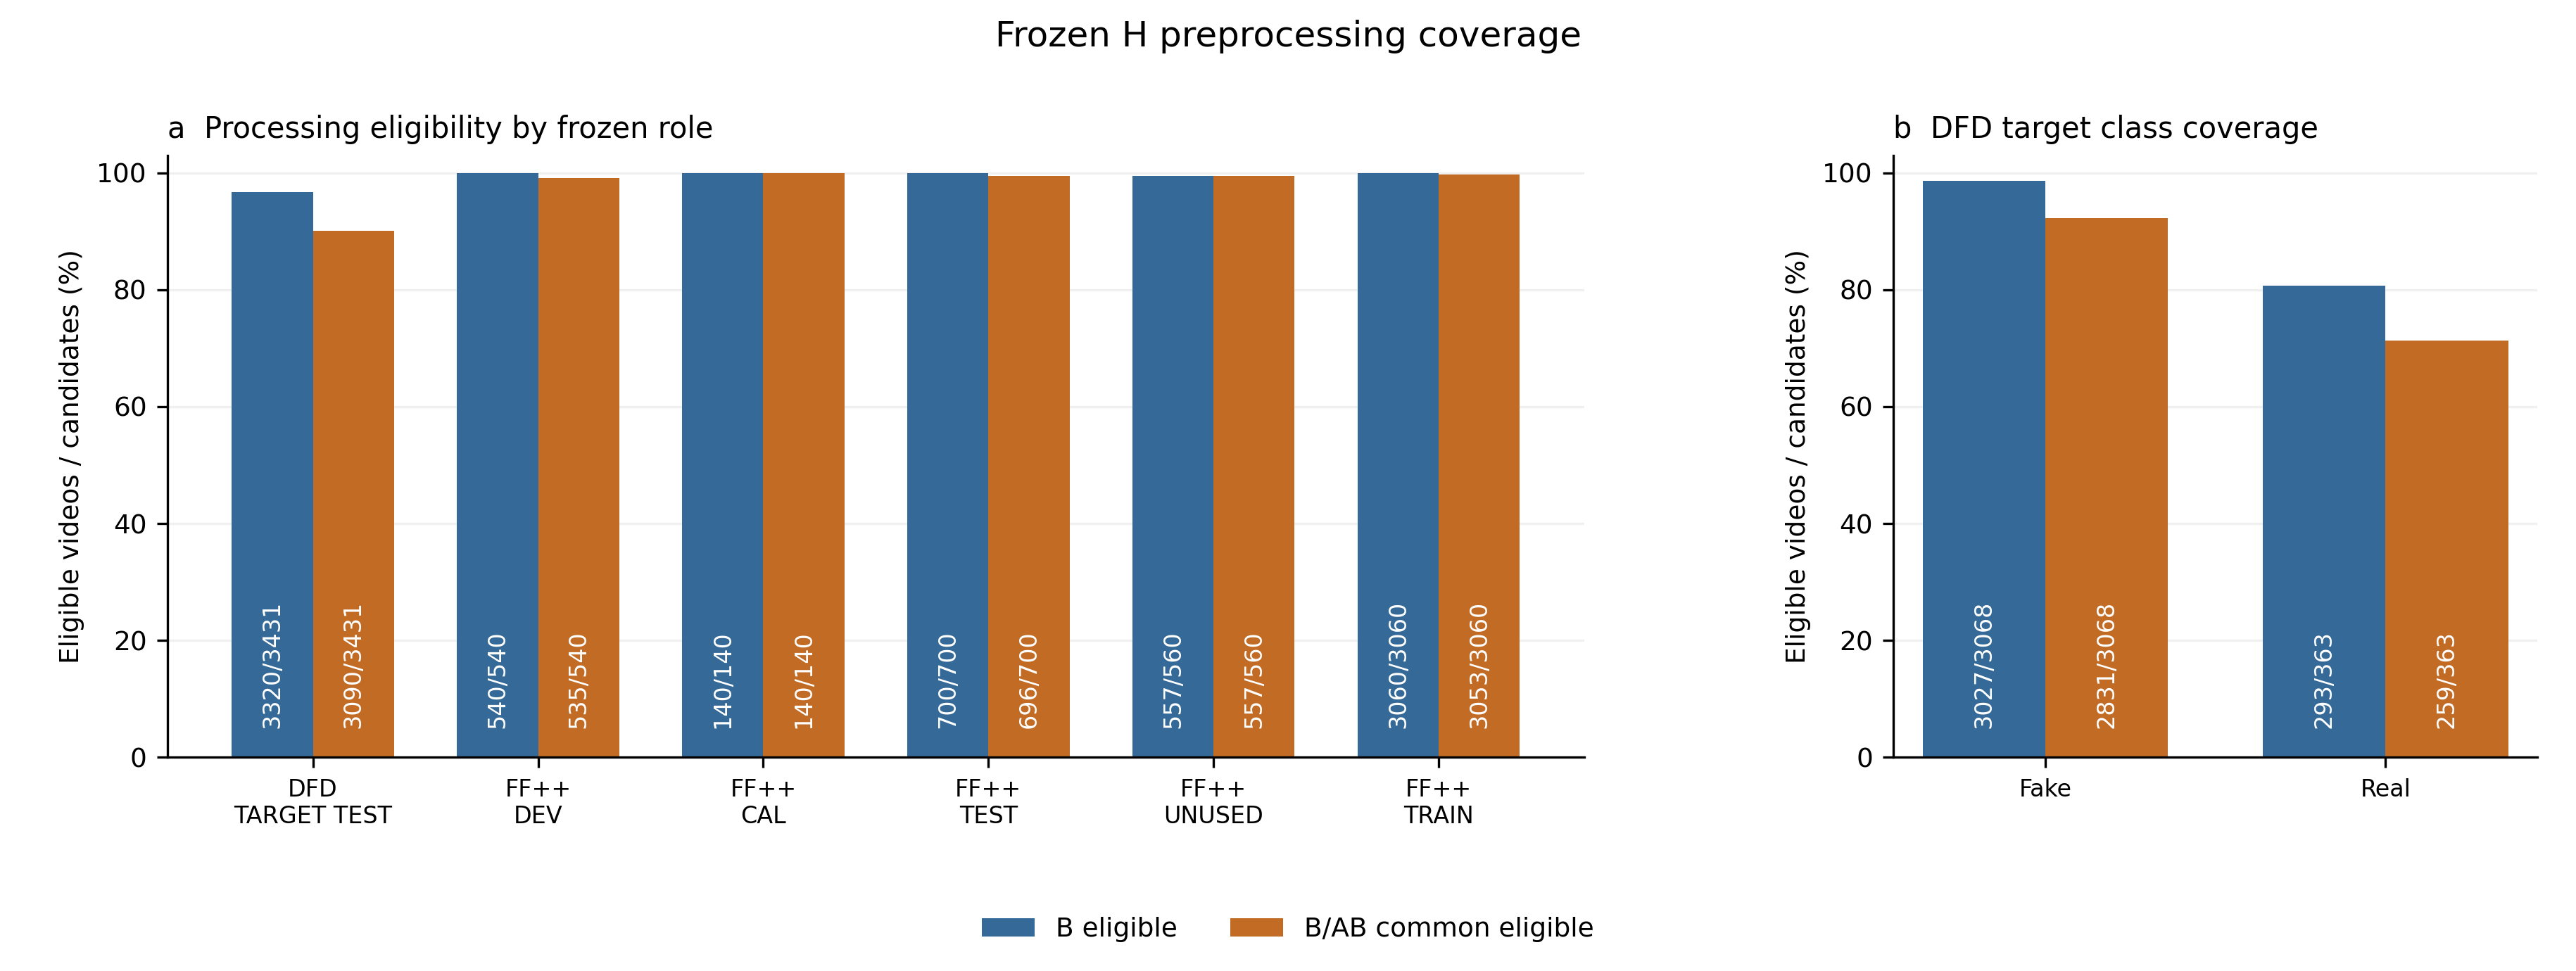 Frozen H preprocessing coverage
a Processing eligibility by frozen role
Eligible videos / candidates (%)
100
80
60
40
20
0
3320/3431
3090/3431
540/540
535/540
140/140
140/140
700/700
696/700
557/560
557/560
3060/3060
3053/3060
DFD
TARGET TEST
FF++
DEV
FF++
CAL
FF++
TEST
FF++
UNUSED
FF++
TRAIN
b DFD target class coverage
Eligible videos / candidates (%)
100
80
60
40
20
0
3027/3068
2831/3068
293/363
259/363
Fake
Real
B eligible
B/AB common eligible